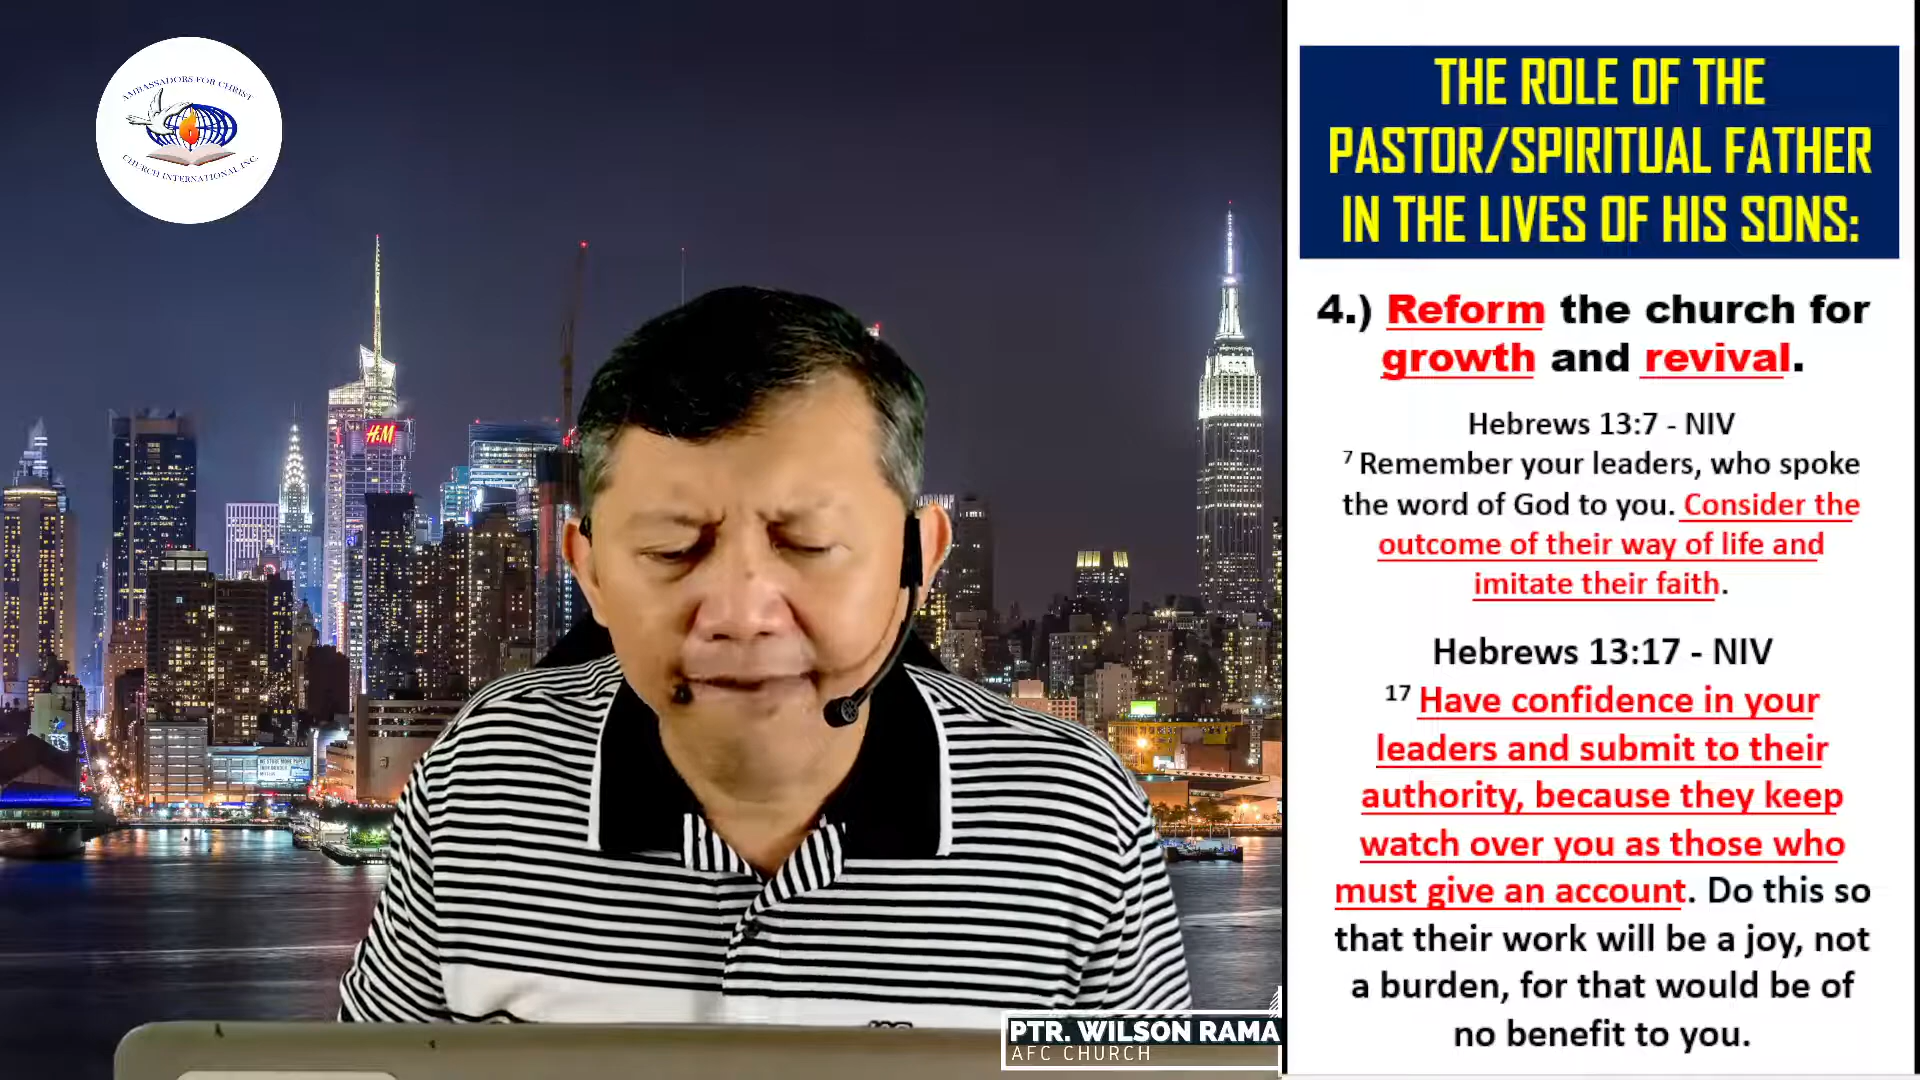 AMBASSADORS FOR CHRIST
CHURCH INTERNATIONAL INC.
H&M
THE ROLE OF THE
PASTOR/SPIRITUAL FATHER
IN THE LIVES OF HIS SONS:
4.) Reform the church for
growth and revival.
Hebrews 13:7 - NIV
7 Remember your leaders, who spoke
the word of God to you. Consider the
outcome of their way of life and
imitate their faith.
Hebrews 13:17 - NIV
17 Have confidence in your
leaders and submit to their
authority, because they keep
watch over you as those who
must give an account. Do this so
that their work will be a joy, not
a burden, for that would be of
no benefit to you.
PTR. WILSON RAMA
AFC CHURCH